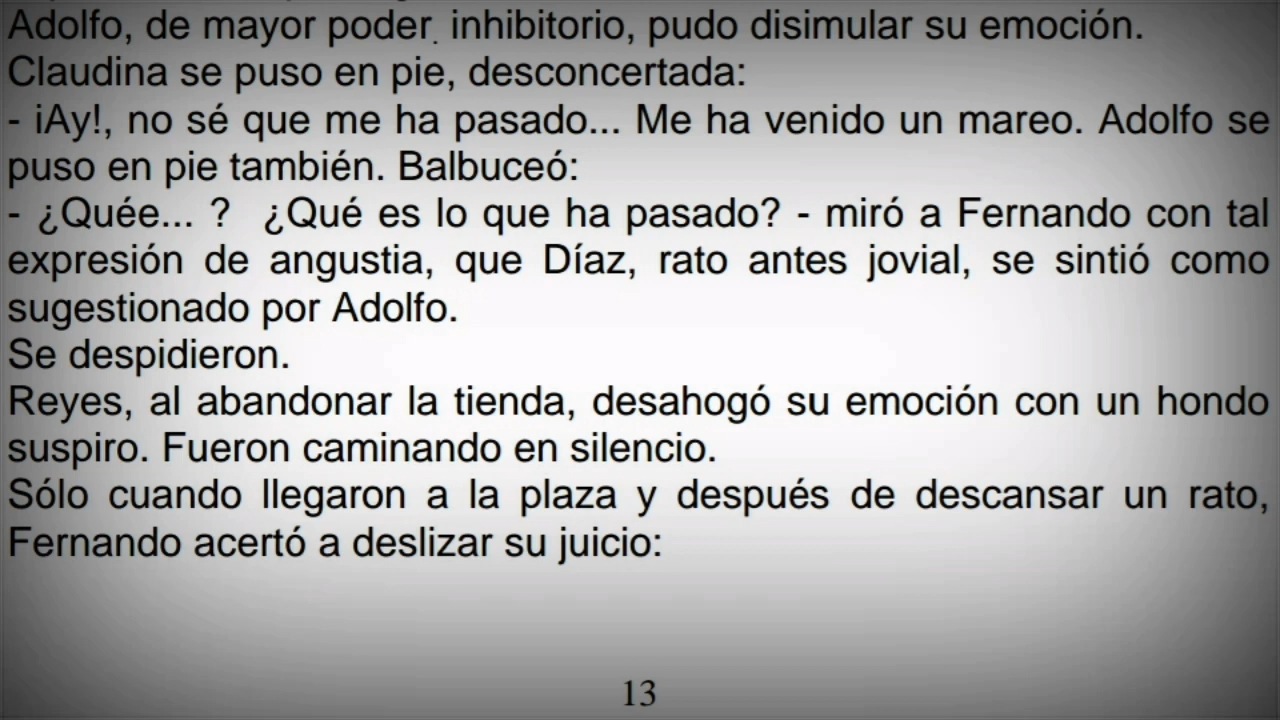 Adolfo, de mayor poder inhibitorio, pudo disimular su emoción.
Claudina se puso en pie, desconcertada:
- ¡Ay!, no sé que me ha pasado... Me ha venido un mareo. Adolfo se
puso en pie también. Balbuceó:
- ¿Quée... ? ¿Qué es lo que ha pasado? - miró a Fernando con tal
expresión de angustia, que Díaz, rato antes jovial, se sintió como
sugestionado por Adolfo.
Se despidieron.
Reyes, al abandonar la tienda, desahogó su emoción con un hondo
suspiro. Fueron caminando en silencio.
Sólo cuando llegaron a la plaza y después de descansar un rato,
Fernando acertó a deslizar su juicio:
13